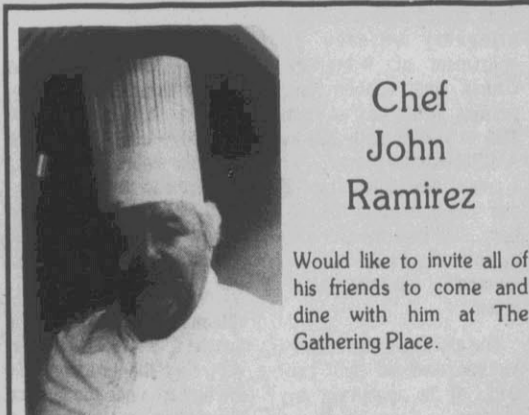 Chef
John
Ramirez
Would like to invite all of
his friends to come and
dine with him at The
Gathering Place.